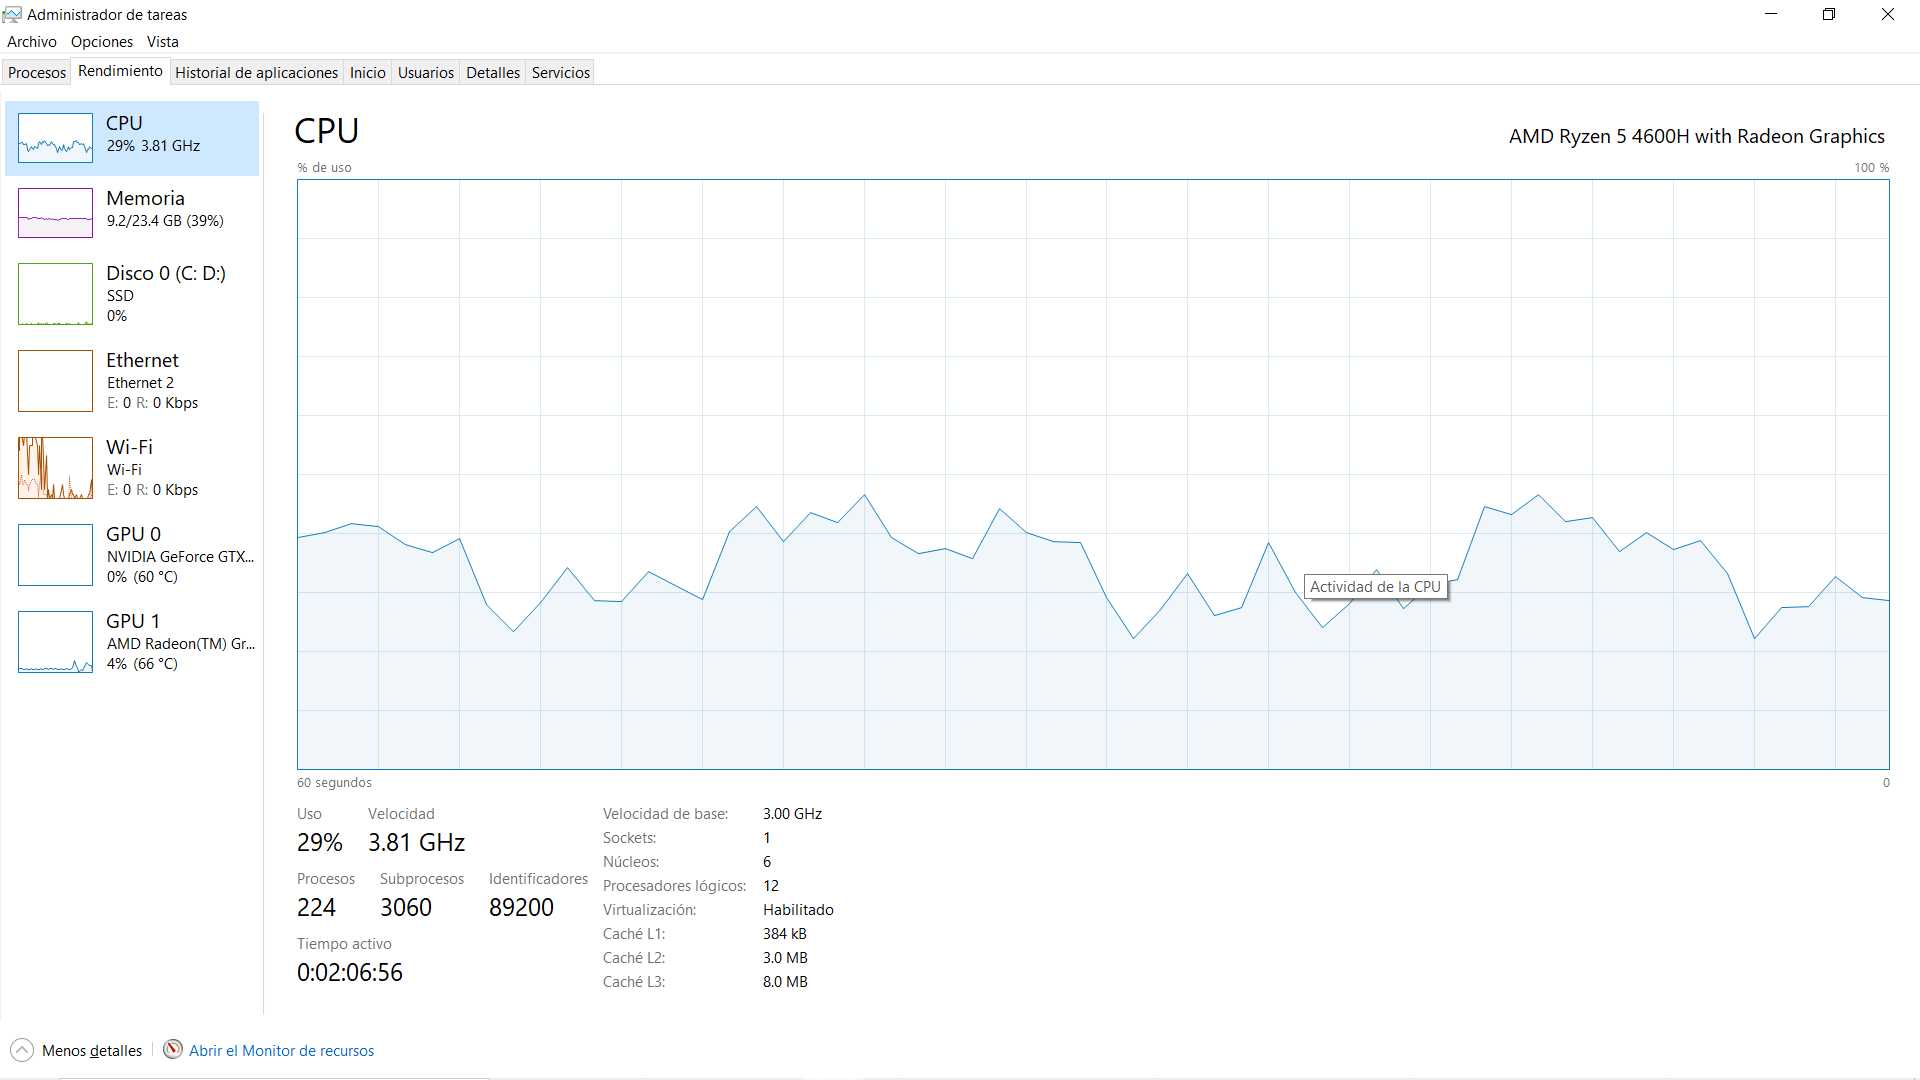 Administrador de tareas
Archivo Opciones Vista
Procesos Rendimiento Historial de aplicaciones Inicio Usuarios Detalles Servicios
CPU
29% 3.81 GHz
Memoria
9.2/23.4 GB (39%)
Disco 0 (C: D:)
SSD
0%
Ethernet
Ethernet 2
E: 0 R: 0 Kbps
Wi-Fi
Wi-Fi
E: 0 R: 0 Kbps
GPU 0
NVIDIA GeForce GTX...
0% (60 °C)
GPU 1
AMD Radeon(TM) Gr...
4% (66 °C)
CPU
AMD Ryzen 5 4600H with Radeon Graphics
% de uso 100 %
Actividad de la CPU
60 segundos 0
Uso Velocidad
29% 3.81 GHz
Procesos Subprocesos Identificadores
224 3060 89200
Tiempo activo
0:02:06:56
Velocidad de base: 3.00 GHz
Sockets: 1
Núcleos: 6
Procesadores lógicos: 12
Virtualización: Habilitado
Caché L1: 384 kB
Caché L2: 3.0 MB
Caché L3: 8.0 MB
Menos detalles Abrir el Monitor de recursos